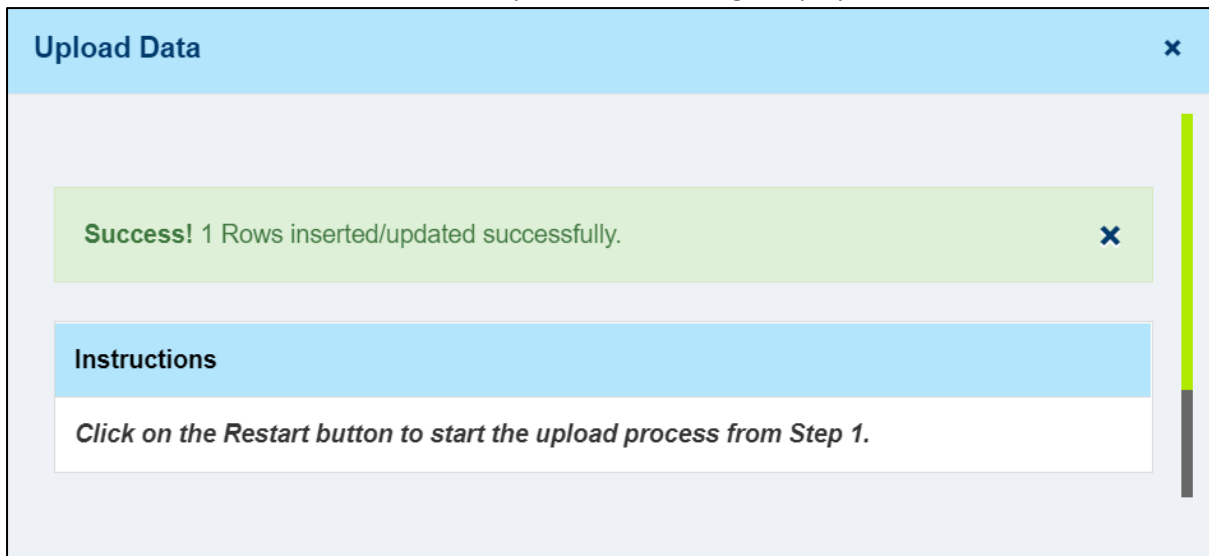 Upload Data
Success! 1 Rows inserted/updated successfully.
Instructions
Click on the Restart button to start the upload process from Step 1.